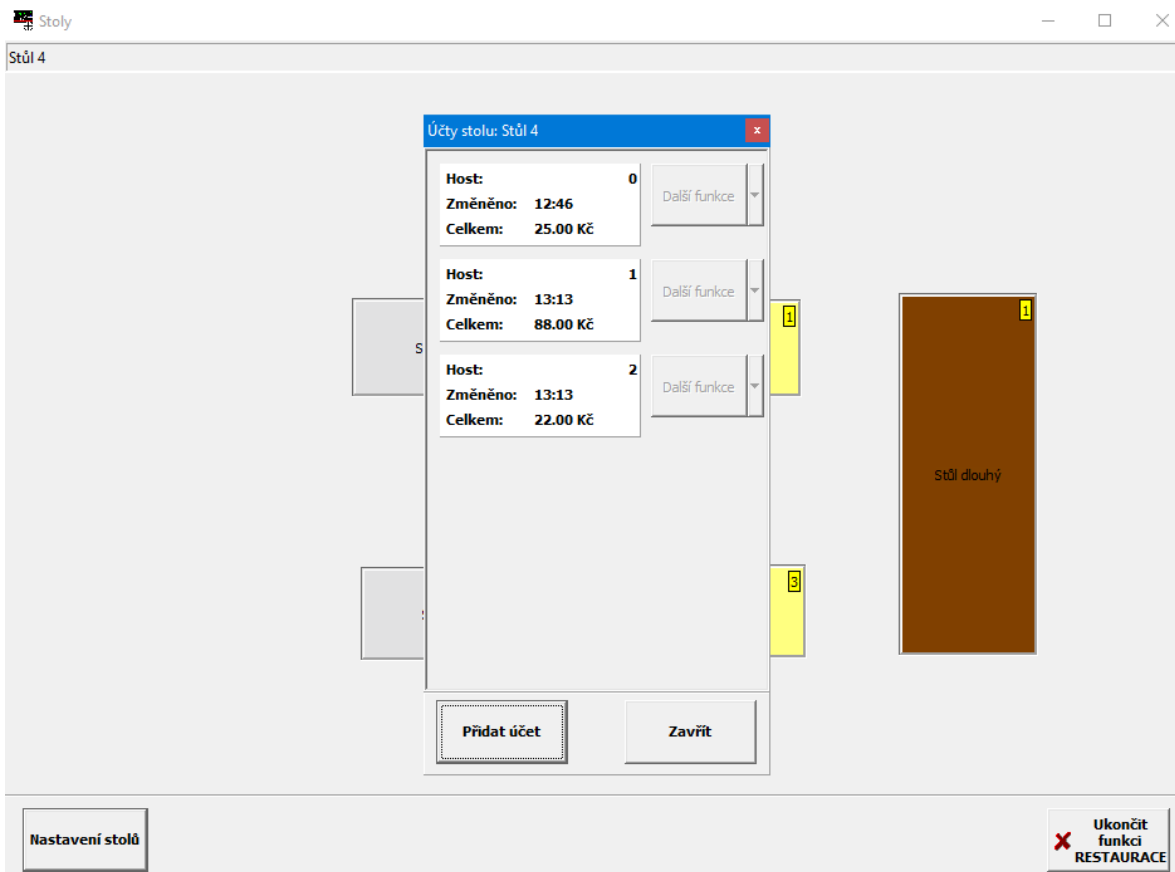 Stoly
Stůl 4
Účty stolu: Stůl 4
Host: 0
Změněno: 12:46
Celkem: 25.00 Kč
Další funkce
Host: 1
Změněno: 13:13
Celkem: 88.00 Kč
Další funkce
Host: 2
Změněno: 13:13
Celkem: 22.00 Kč
Další funkce
S
1
1
Stůl dlouhý
3
Přidat účet
Zavřít
Nastavení stolů
Ukončit
funkci
RESTAURACE